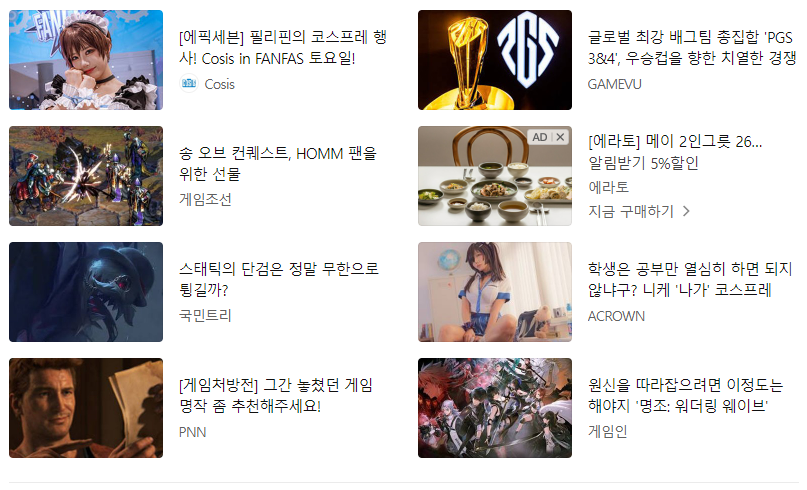 [에픽세븐] 필리핀의 코스프레 행
사! Cosis in FANFAS 토요일!
Cosis
글로벌 최강 배그팀 총집합 'PGS
3&4', 우승컵을 향한 치열한 경쟁
GAMEVU
송 오브 컨퀘스트, HOMM 팬을
위한 선물
게임조선
AD
[에라토] 메이 2인그릇 26...
알림받기 5%할인
에라토
지금 구매하기
스태틱의 단검은 정말 무한으로
튕길까?
국민트리
학생은 공부만 열심히 하면 되지
않냐구? 니케 '나가' 코스프레
ACROWN
[게임처방전] 그간 놓쳤던 게임
명작 좀 추천해주세요!
PNN
원신을 따라잡으려면 이정도는
해야지 '명조: 워더링 웨이브'
게임인